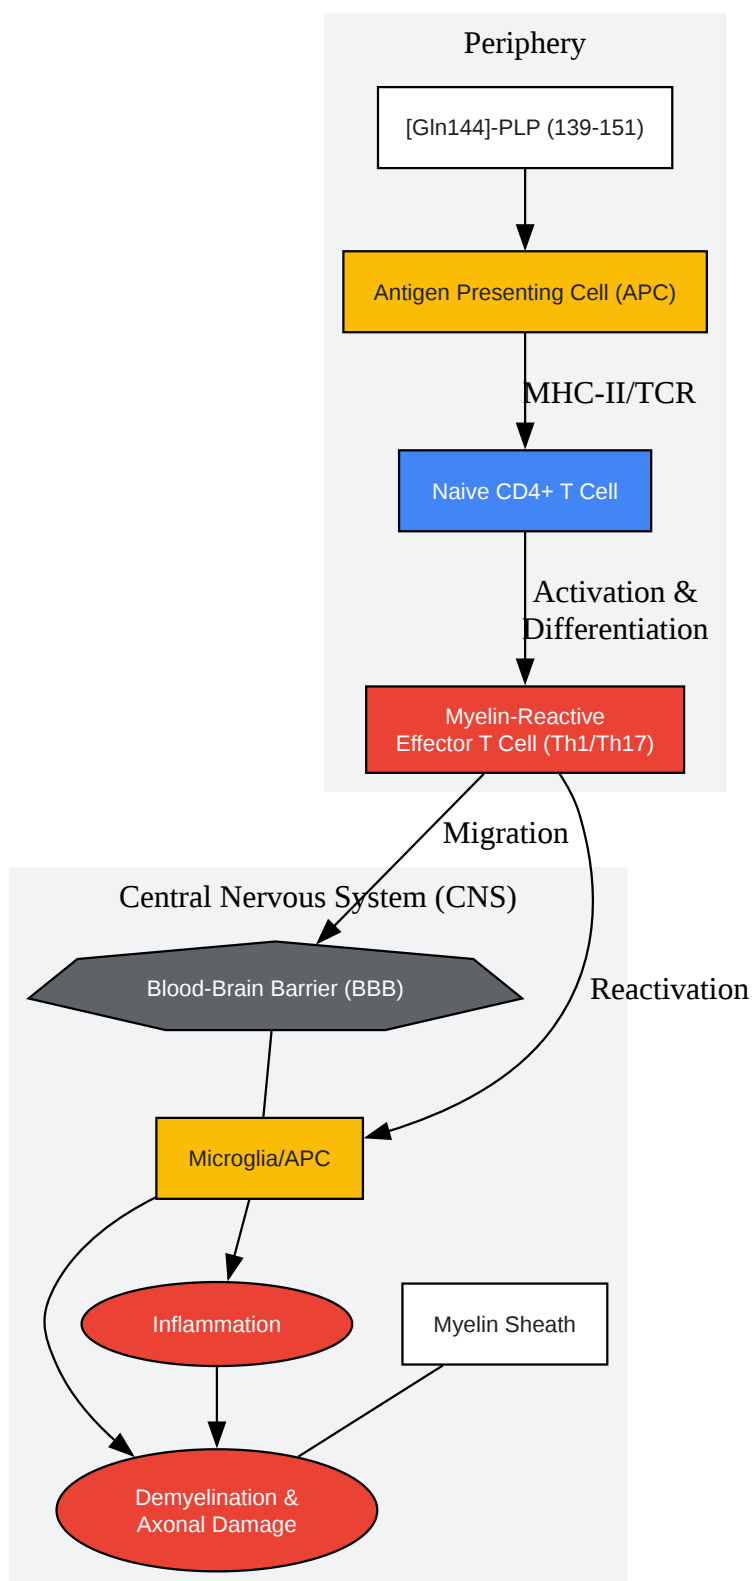 Periphery
[Gln144]-PLP (139-151)
Antigen Presenting Cell (APC)
MHC-II/TCR
Naive CD4+ T Cell
Activation &
Differentiation
Myelin-Reactive
Effector T Cell (Th1/Th17)
Migration
Central Nervous System (CNS)
Blood-Brain Barrier (BBB)
Reactivation
Microglia/APC
Inflammation
Myelin Sheath
Demyelination &
Axonal Damage